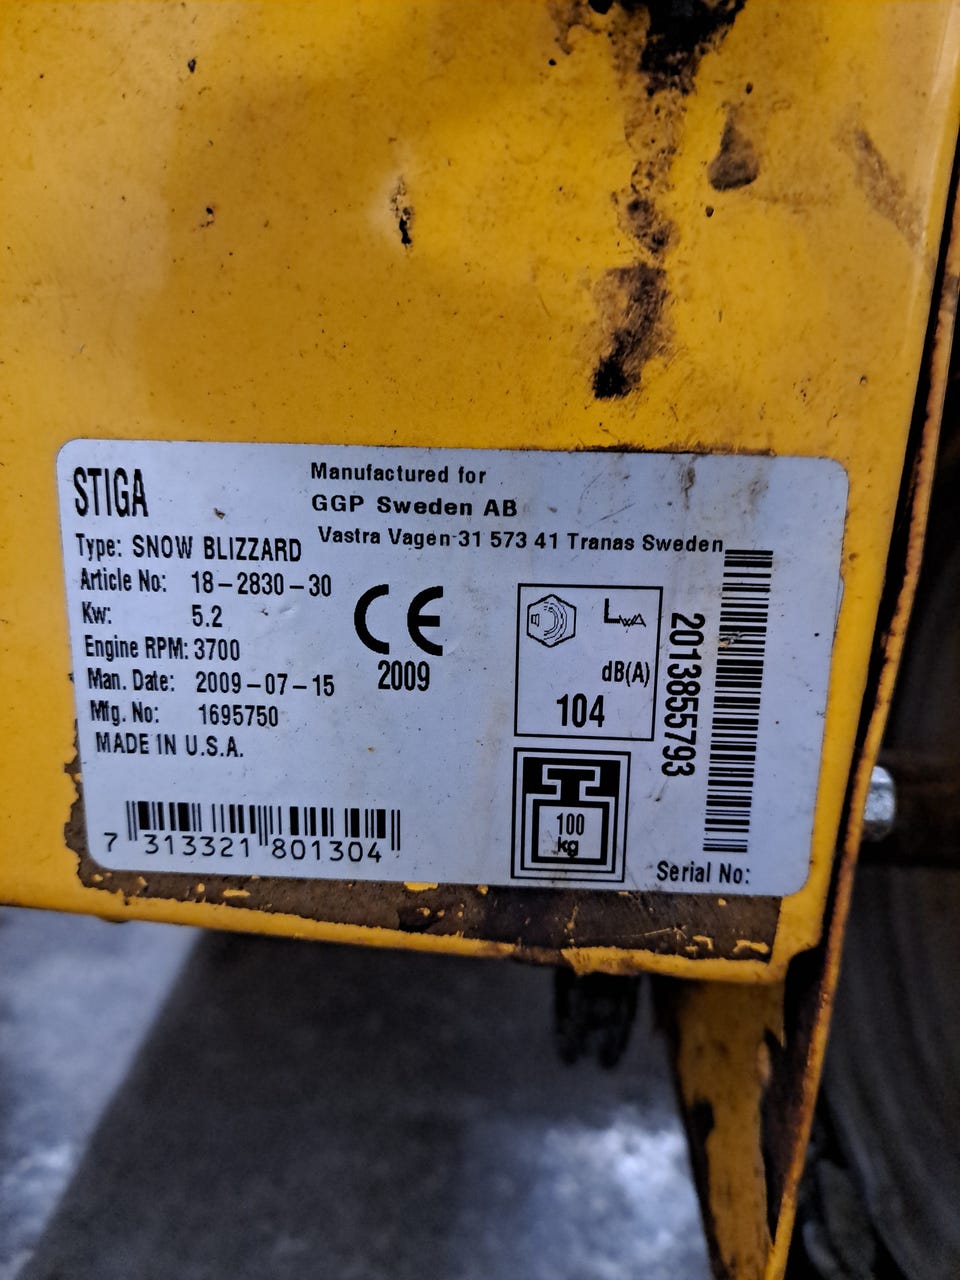 STIGA
Manufactured for
GGP Sweden AB
Vastra Vagen 31 573 41 Tranas Sweden
Type: SNOW BLIZZARD
Article No: 18-2830-30
Kw: 5.2
Engine RPM: 3700
Man. Date: 2009-07-15
Mfg. No: 1695750
MADE IN U.S.A.
CE
2009
LWA
dB(A)
104
100
kg
2013855793
Serial No:
7 313321 801304